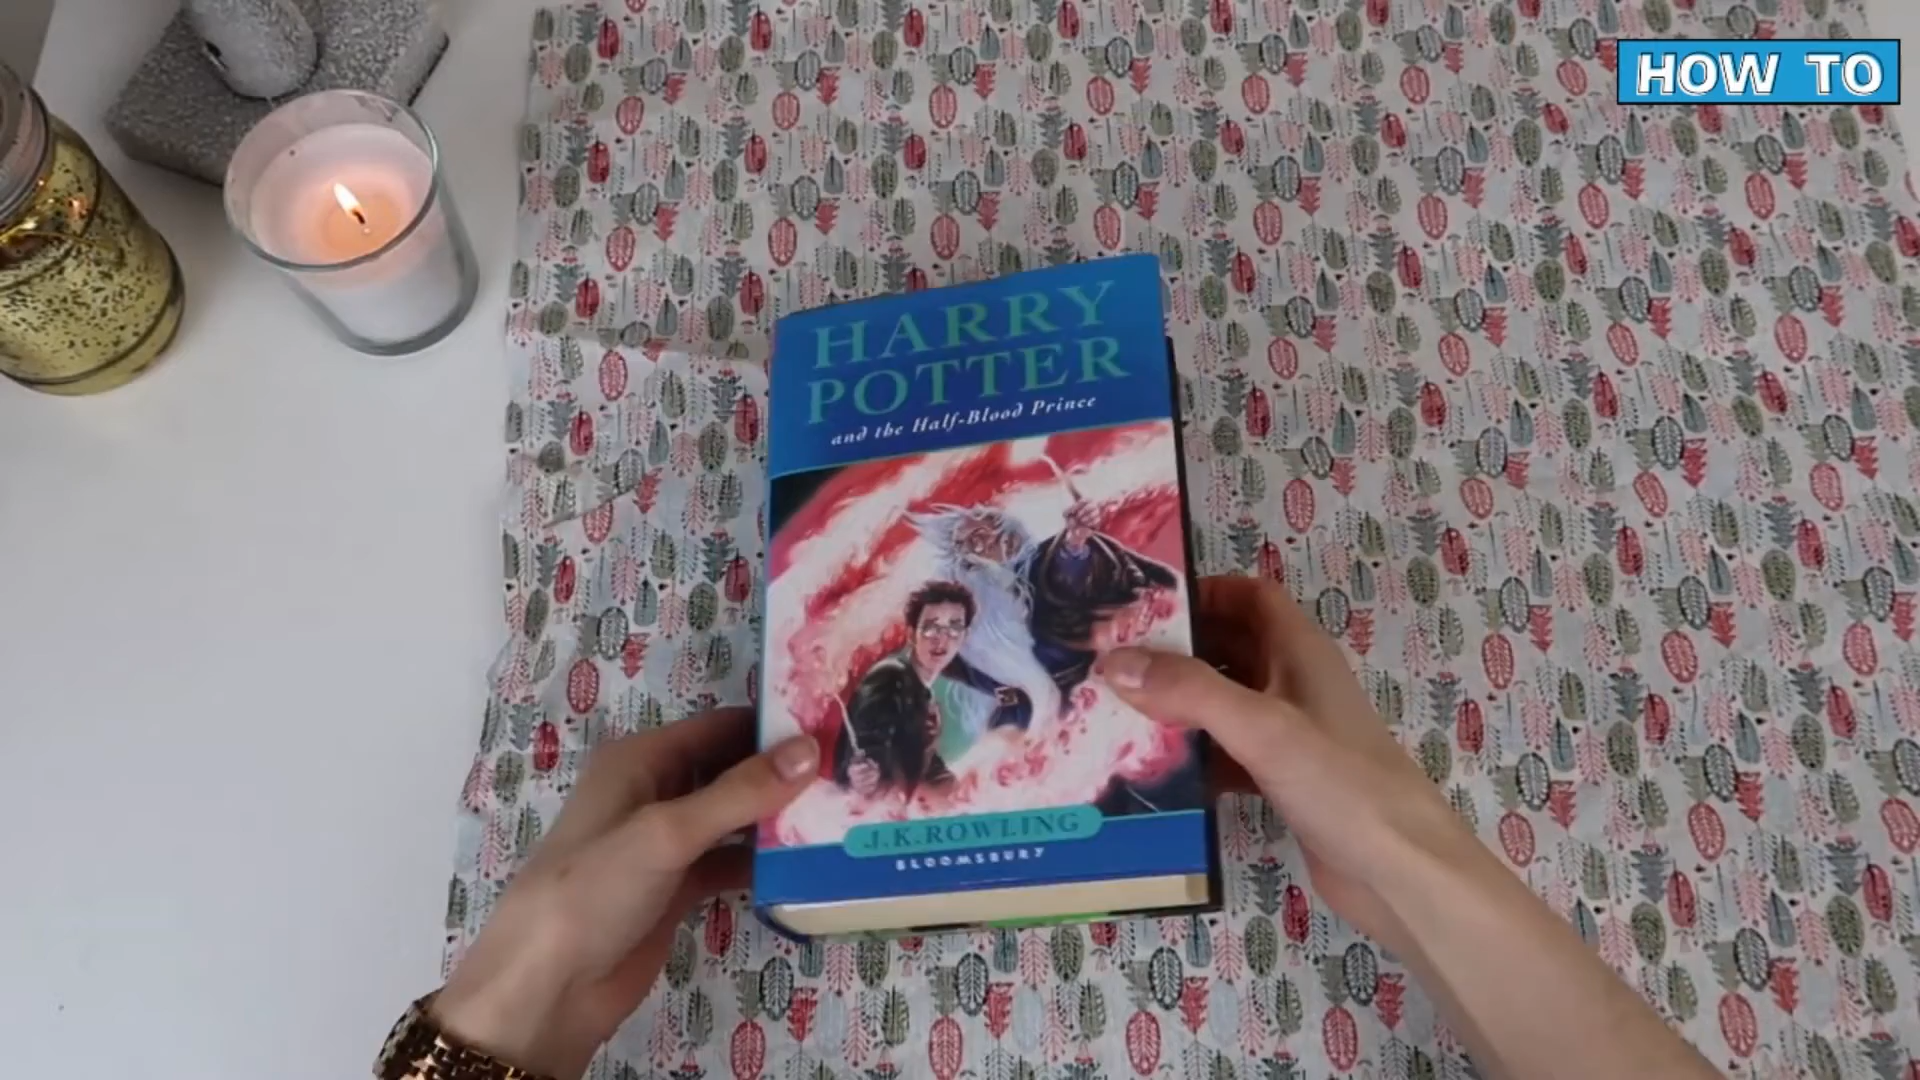 HOW TO
HARRY
POTTER
and the Half-Blood Prince
J.K.ROWLING
BLOOMSBURY